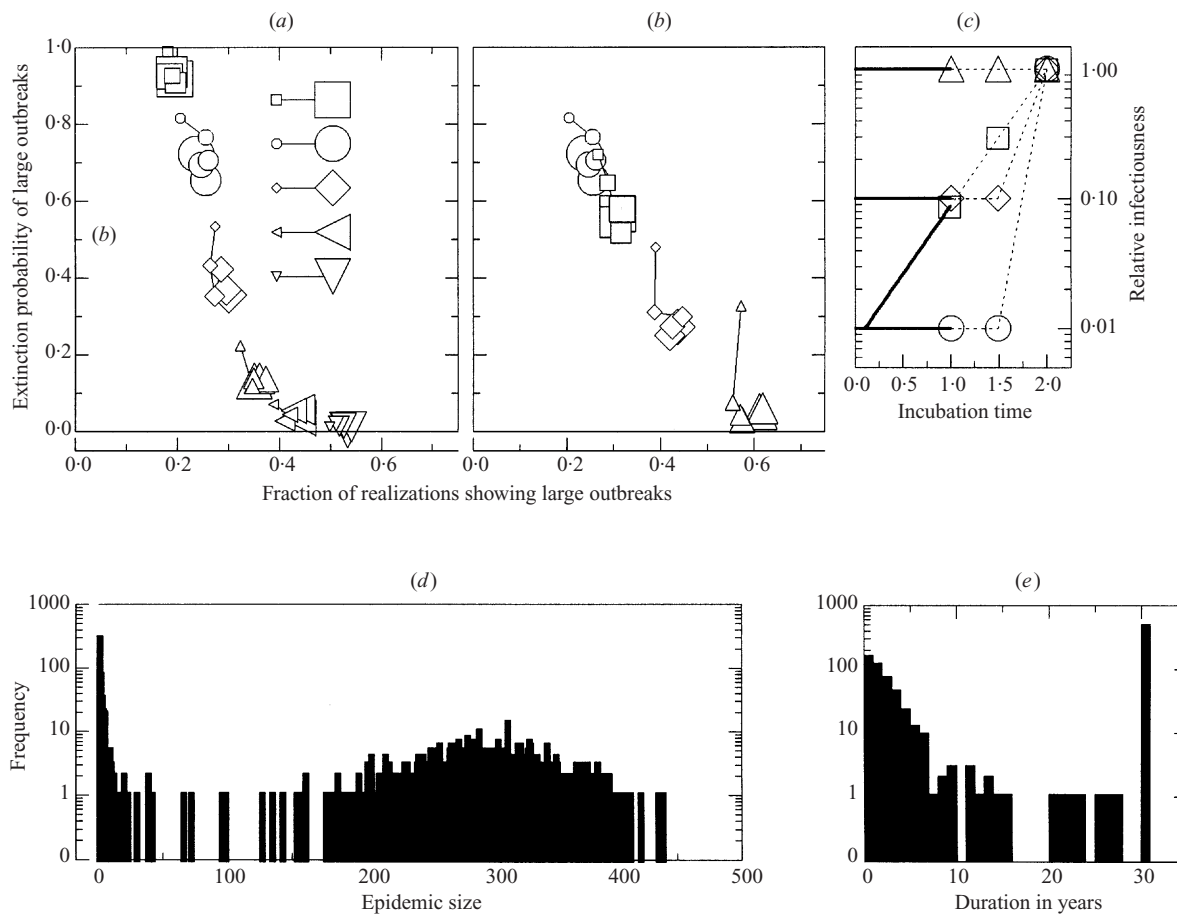 (a) (b) (c)
1·0
0·8
0·6
0·4
0·2
0·0
Extinction probability of large outbreaks
(b)
0·0 0·2 0·4 0·6
0·0 0·2 0·4 0·6
Fraction of realizations showing large outbreaks
1·00
0·10
0·01
Relative infectiousness
0·0 0·5 1·0 1·5 2·0
Incubation time
(d) (e)
1000
100
10
1
0
Frequency
0 100 200 300 400 500
Epidemic size
1000
100
10
1
0
0 10 20 30
Duration in years